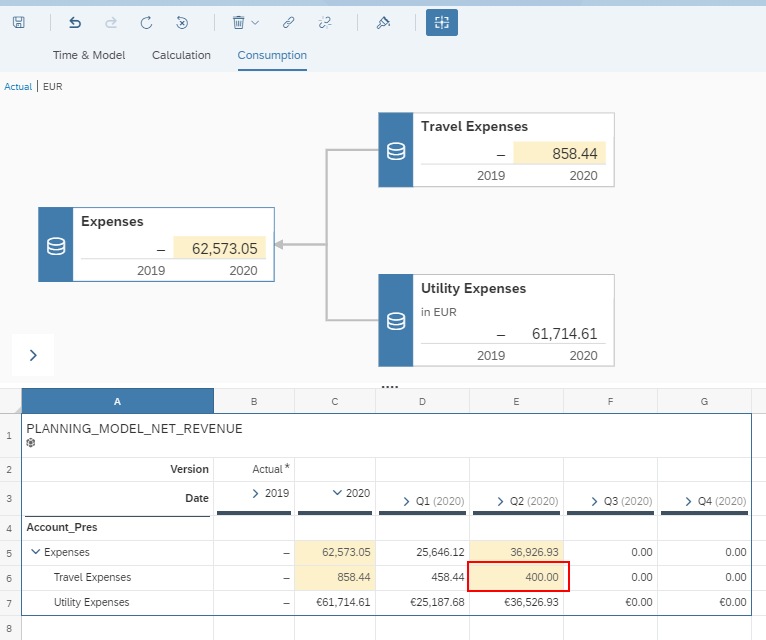 Time & Model Calculation Consumption
Actual | EUR
Travel Expenses
– 858.44
2019 2020
Expenses
– 62,573.05
2019 2020
Utility Expenses
in EUR
– 61,714.61
2019 2020
A B C D E F G
1 PLANNING_MODEL_NET_REVENUE
2 Version Actual*
3 Date 2019 2020 Q1 (2020) Q2 (2020) Q3 (2020) Q4 (2020)
4 Account_Pres
5 Expenses – 62,573.05 25,646.12 36,926.93 0.00 0.00
6 Travel Expenses – 858.44 458.44 400.00 0.00 0.00
7 Utility Expenses – €61,714.61 €25,187.68 €36,526.93 €0.00 €0.00
8